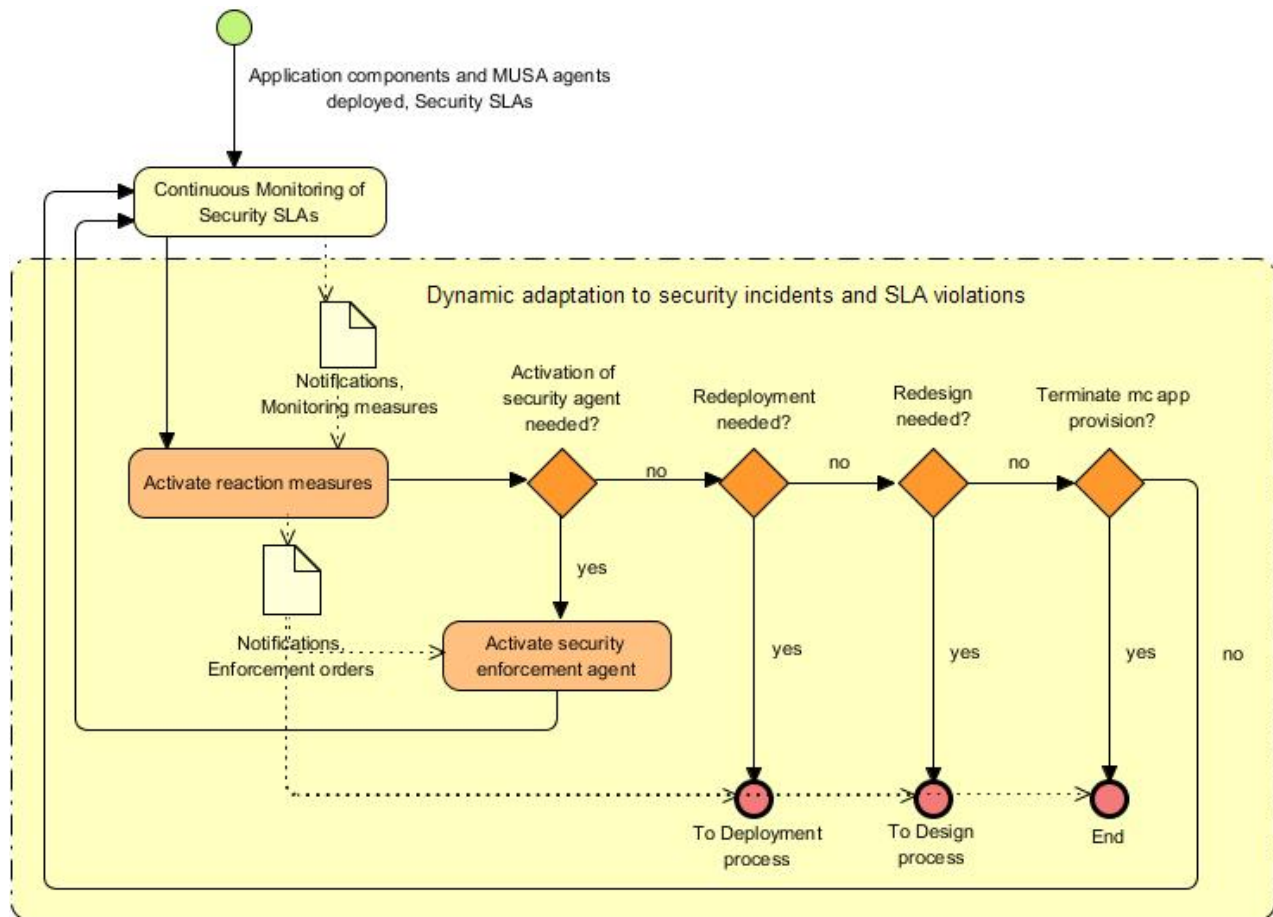 Application components and MUSA agents
deployed, Security SLAs
Continuous Monitoring of
Security SLAs
Dynamic adaptation to security incidents and SLA violations
Notifications,
Monitoring measures
Activation of
security agent
needed?
Redeployment
needed?
Redesign
needed?
Terminate mc app
provision?
Activate reaction measures
no
no
no
yes
Notifications,
Enforcement orders
Activate security
enforcement agent
yes
yes
yes
no
To Deployment
process
To Design
process
End